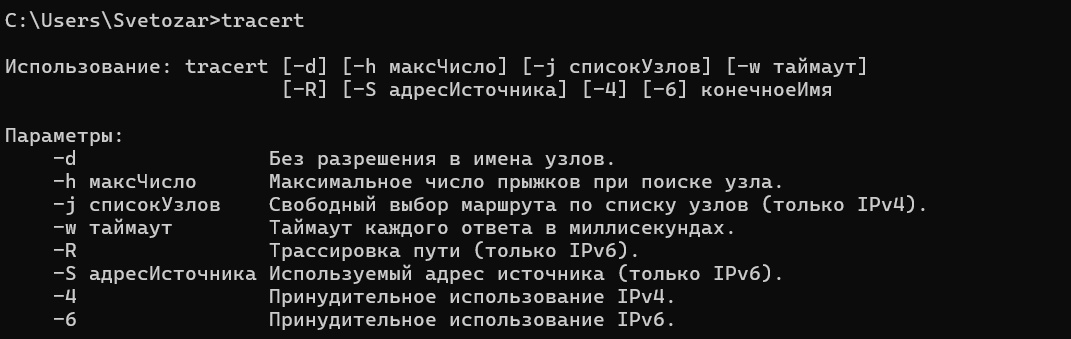 C:\Users\Svetozar>tracert
Использование: tracert [-d] [-h максЧисло] [-j списокУзлов] [-w таймаут]
[-R] [-S адресИсточника] [-4] [-6] конечноеИмя
Параметры:
-d Без разрешения в имена узлов.
-h максЧисло Максимальное число прыжков при поиске узла.
-j списокУзлов Свободный выбор маршрута по списку узлов (только IPv4).
-w таймаут Таймаут каждого ответа в миллисекундах.
-R Трассировка пути (только IPv6).
-S адресИсточника Используемый адрес источника (только IPv6).
-4 Принудительное использование IPv4.
-6 Принудительное использование IPv6.